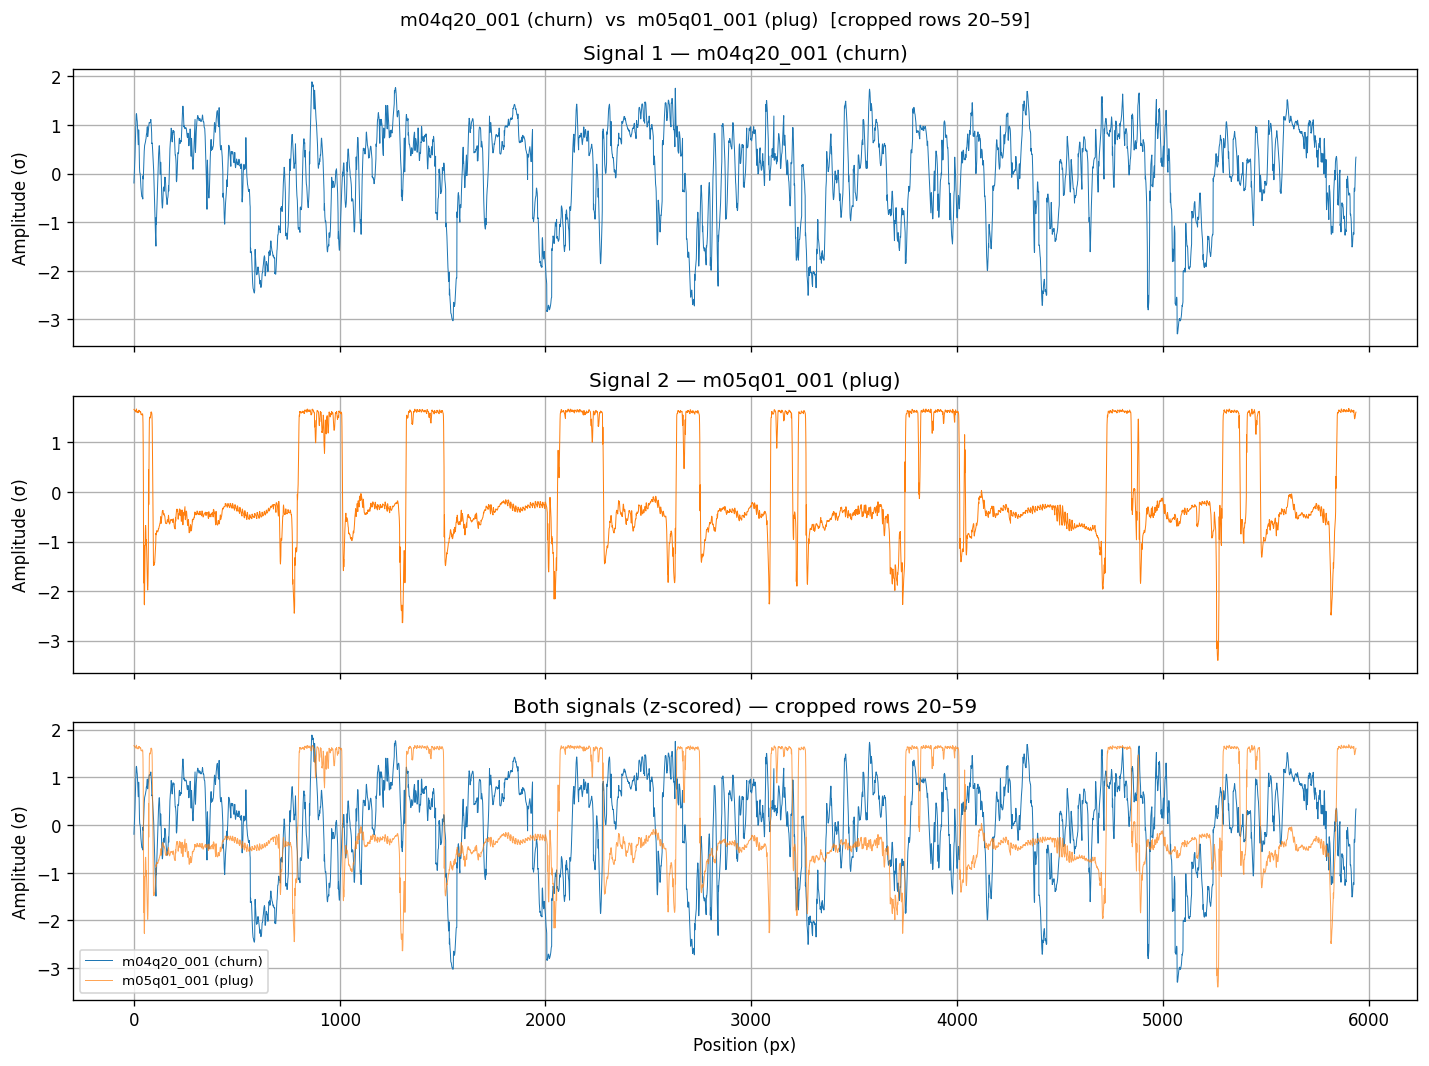 m04q20_001 (churn)  vs  m05q01_001 (plug)  [cropped rows 20–59]
Signal 1 — m04q20_001 (churn)
Amplitude (σ)
2
1
0
−1
−2
−3
Signal 2 — m05q01_001 (plug)
Amplitude (σ)
1
0
−1
−2
−3
Both signals (z-scored) — cropped rows 20–59
Amplitude (σ)
2
1
0
−1
−2
−3
m04q20_001 (churn)
m05q01_001 (plug)
0 1000 2000 3000 4000 5000 6000
Position (px)